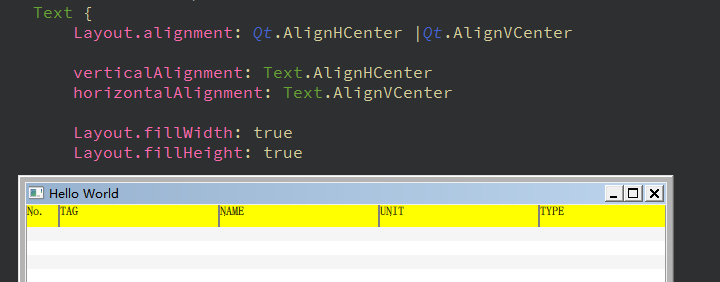 Text {
Layout.alignment: Qt.AlignHCenter |Qt.AlignVCenter
verticalAlignment: Text.AlignHCenter
horizontalAlignment: Text.AlignVCenter
Layout.fillWidth: true
Layout.fillHeight: true
Hello World
No. TAG NAME UNIT TYPE